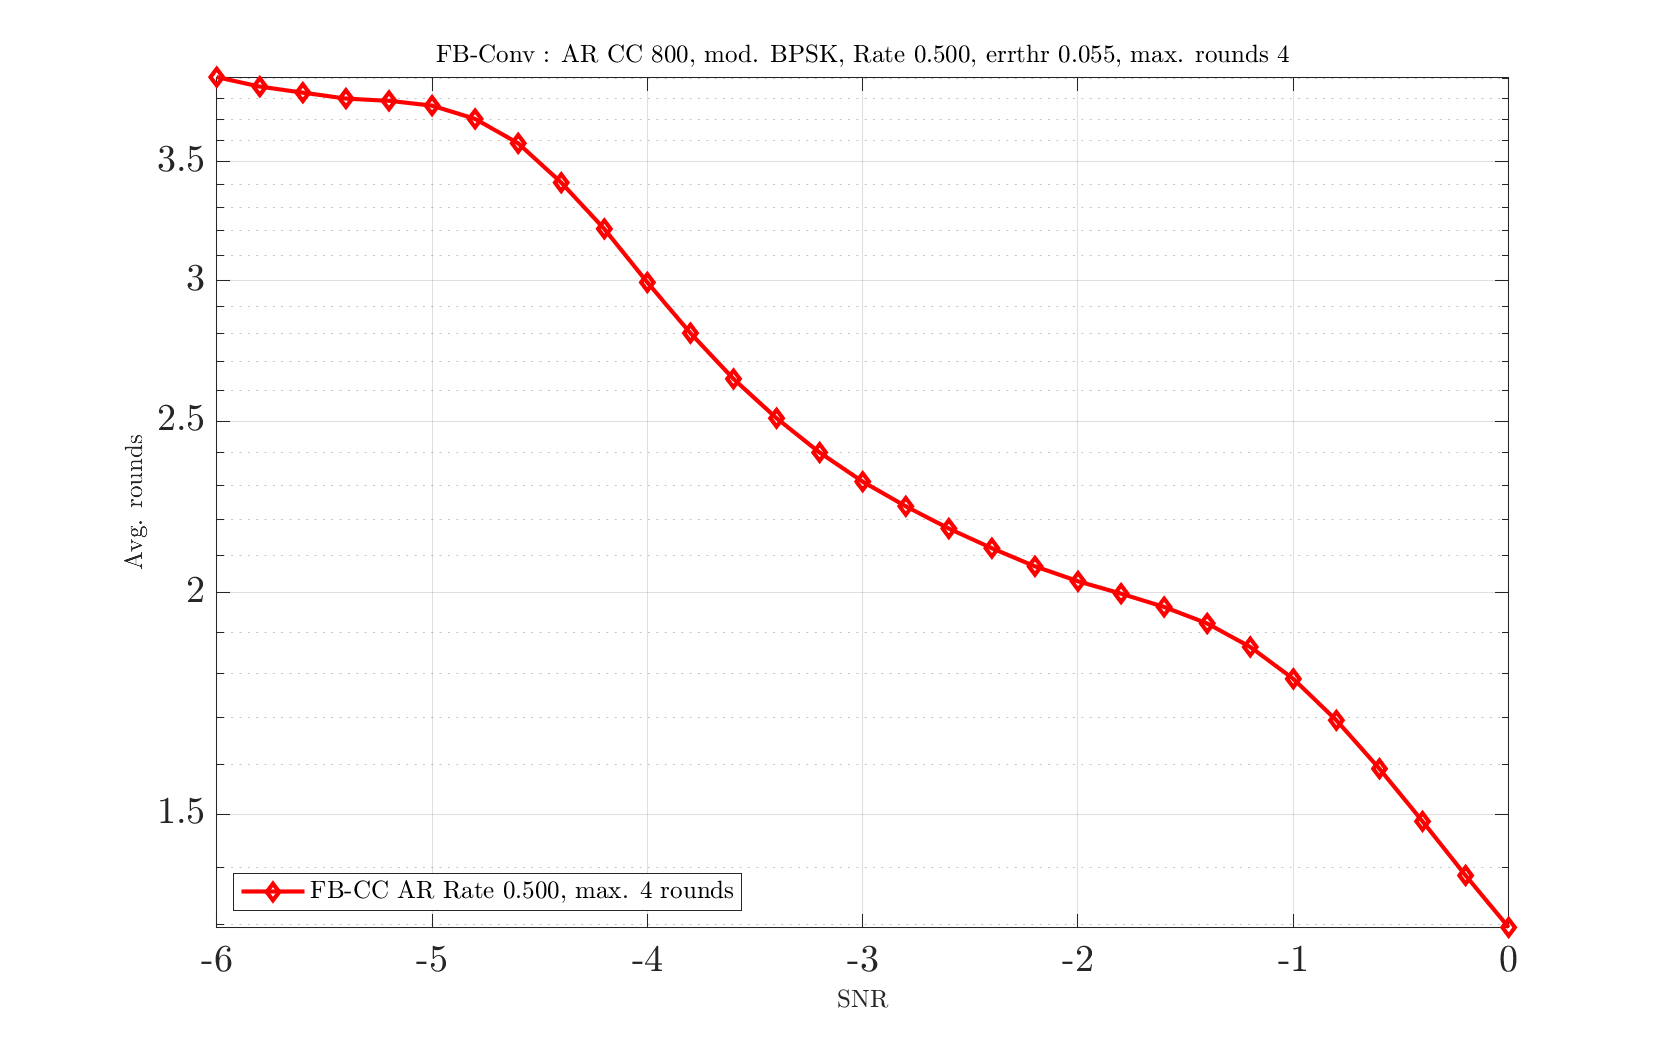 FB-Conv : AR CC 800, mod. BPSK, Rate 0.500, errthr 0.055, max. rounds 4
3.5
3
2.5
2
1.5
Avg. rounds
FB-CC AR Rate 0.500, max. 4 rounds
-6 -5 -4 -3 -2 -1 0
SNR